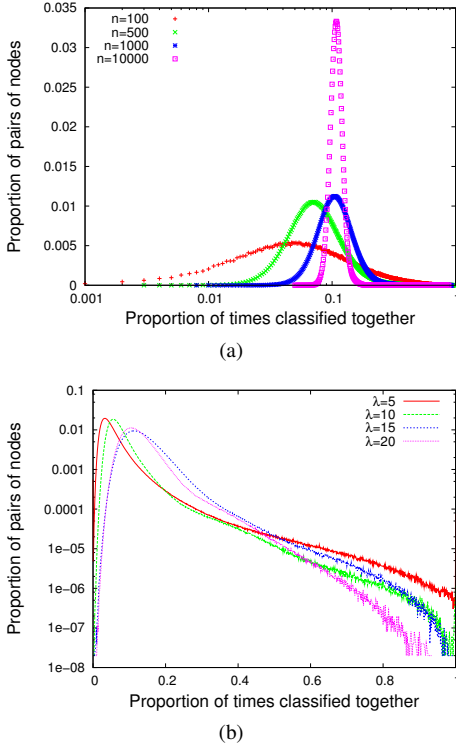 0.035
0.03
0.025
0.02
0.015
0.01
0.005
0
Proportion of pairs of nodes
n=100
n=500
n=1000
n=10000
0.001
0.01
0.1
1
Proportion of times classified together
(a)
0.1
0.01
0.001
0.0001
1e-05
1e-06
1e-07
1e-08
Proportion of pairs of nodes
λ=5
λ=10
λ=15
λ=20
0
0.2
0.4
0.6
0.8
1
Proportion of times classified together
(b)